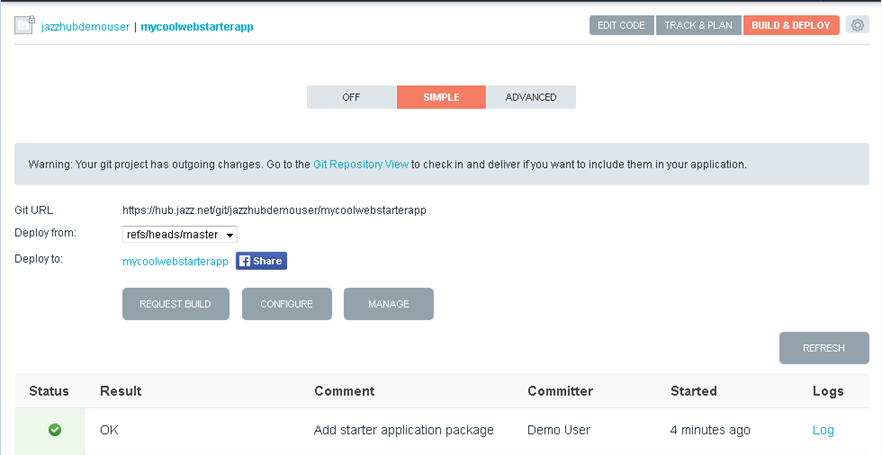 jazzhubdemouser | mycoolwebstarterapp EDIT CODE TRACK & PLAN BUILD & DEPLOY
OFF SIMPLE ADVANCED
Warning: Your git project has outgoing changes. Go to the Git Repository View to check in and deliver if you want to include them in your application.
Git URL https://hub.jazz.net/git/jazzhubdemouser/mycoolwebstarterapp
Deploy from: refs/heads/master
Deploy to: mycoolwebstarterapp f Share
REQUEST BUILD CONFIGURE MANAGE
REFRESH
Status Result Comment Committer Started Logs
OK Add starter application package Demo User 4 minutes ago Log